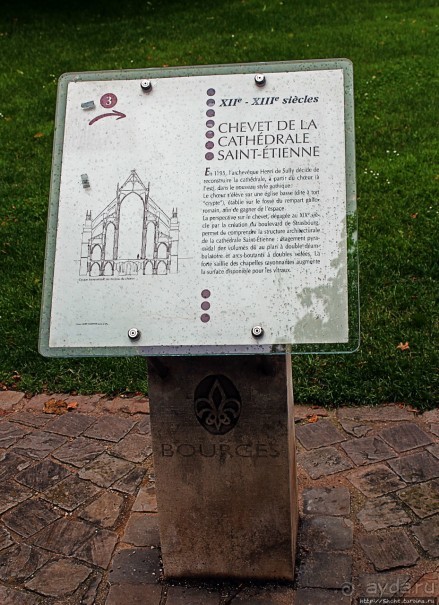 3
XIIe - XIIIe siècles
CHEVET DE LA
CATHÉDRALE
SAINT-ÉTIENNE
En 1195, l'archevêque Henri de Sully décide de
reconstruire la cathédrale, à partir du chœur (à
l'est), dans le nouveau style gothique.
Le chœur s'élève sur une église basse (dite à tort
"crypte"), établie sur le fossé du rempart gallo-
romain, afin de gagner de l'espace.
La perspective sur le chevet, dégagée au XIXe siè-
cle par la création du boulevard de Strasbourg,
permet de comprendre la structure architecturale
de la cathédrale Saint-Etienne : étagement pyra-
midal des volumes dû au plan à double déam-
bulatoire et arcs-boutants à doubles volées. La
forte saillie des chapelles rayonnantes augmente
la surface disponible pour les vitraux.
BOURGES
ayda.ru